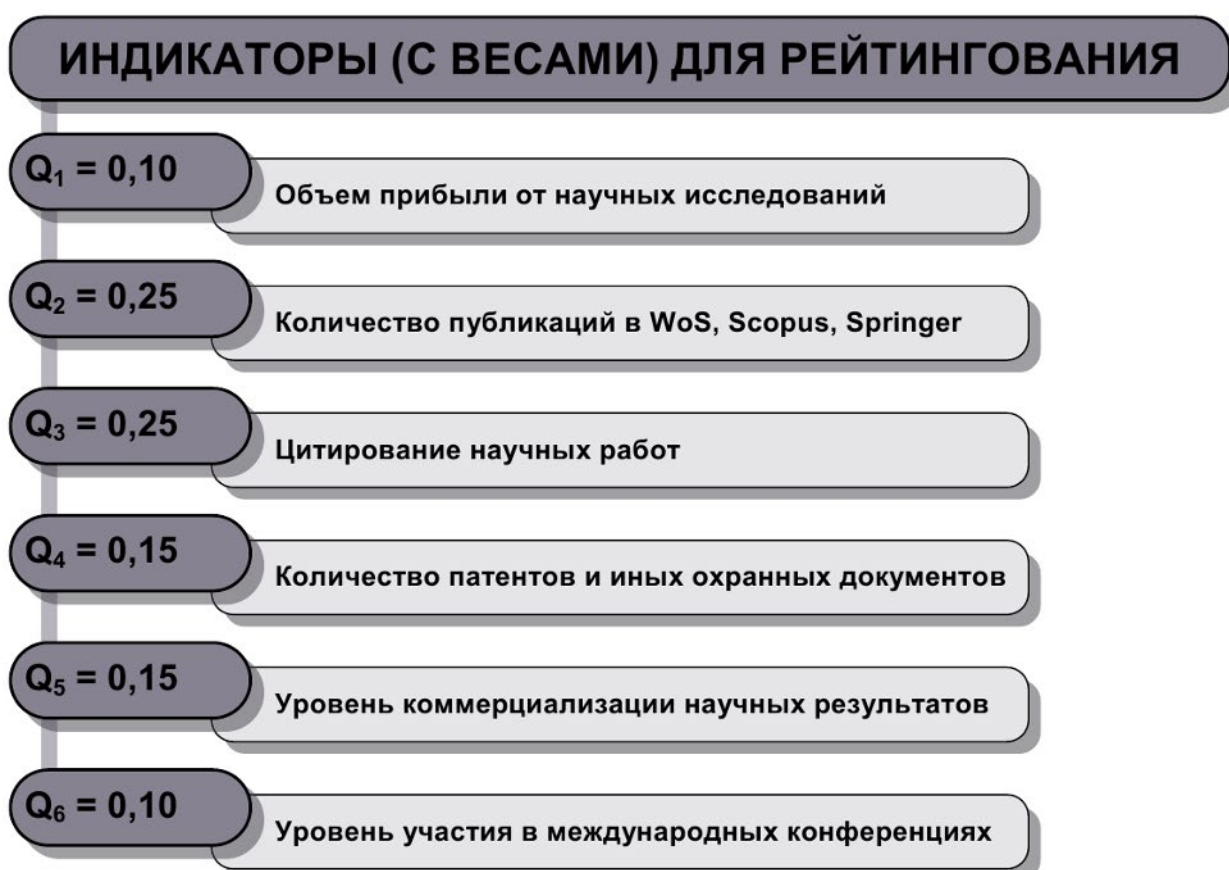 ИНДИКАТОРЫ (С ВЕСАМИ) ДЛЯ РЕЙТИНГОВАНИЯ
Q₁ = 0,10
Объем прибыли от научных исследований
Q₂ = 0,25
Количество публикаций в WoS, Scopus, Springer
Q₃ = 0,25
Цитирование научных работ
Q₄ = 0,15
Количество патентов и иных охранных документов
Q₅ = 0,15
Уровень коммерциализации научных результатов
Q₆ = 0,10
Уровень участия в международных конференциях